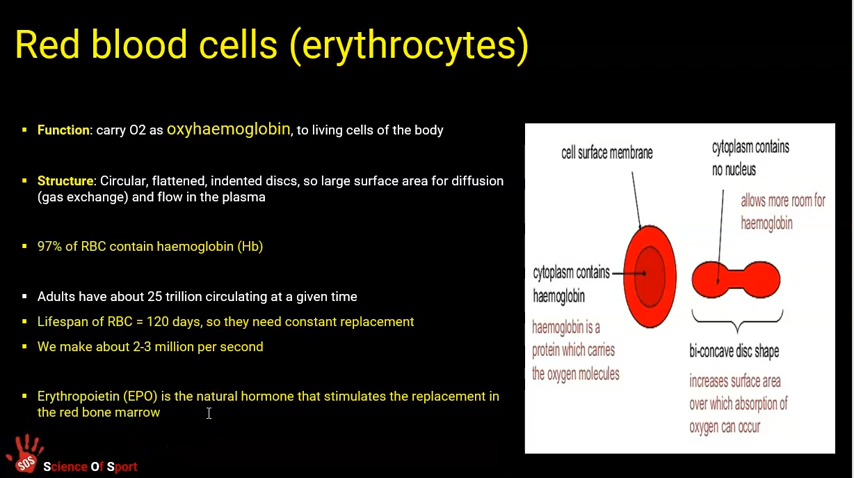 Red blood cells (erythrocytes)
Function: carry O2 as oxyhaemoglobin, to living cells of the body
Structure: Circular, flattened, indented discs, so large surface area for diffusion
(gas exchange) and flow in the plasma
97% of RBC contain haemoglobin (Hb)
Adults have about 25 trillion circulating at a given time
Lifespan of RBC = 120 days, so they need constant replacement
We make about 2-3 million per second
Erythropoietin (EPO) is the natural hormone that stimulates the replacement in
the red bone marrow
cell surface membrane
cytoplasm contains
no nucleus
allows more room for
haemoglobin
cytoplasm contains
haemoglobin
haemoglobin is a
protein which carries
the oxygen molecules
bi-concave disc shape
increases surface area
over which absorption of
oxygen can occur
SOS
Science Of Sport